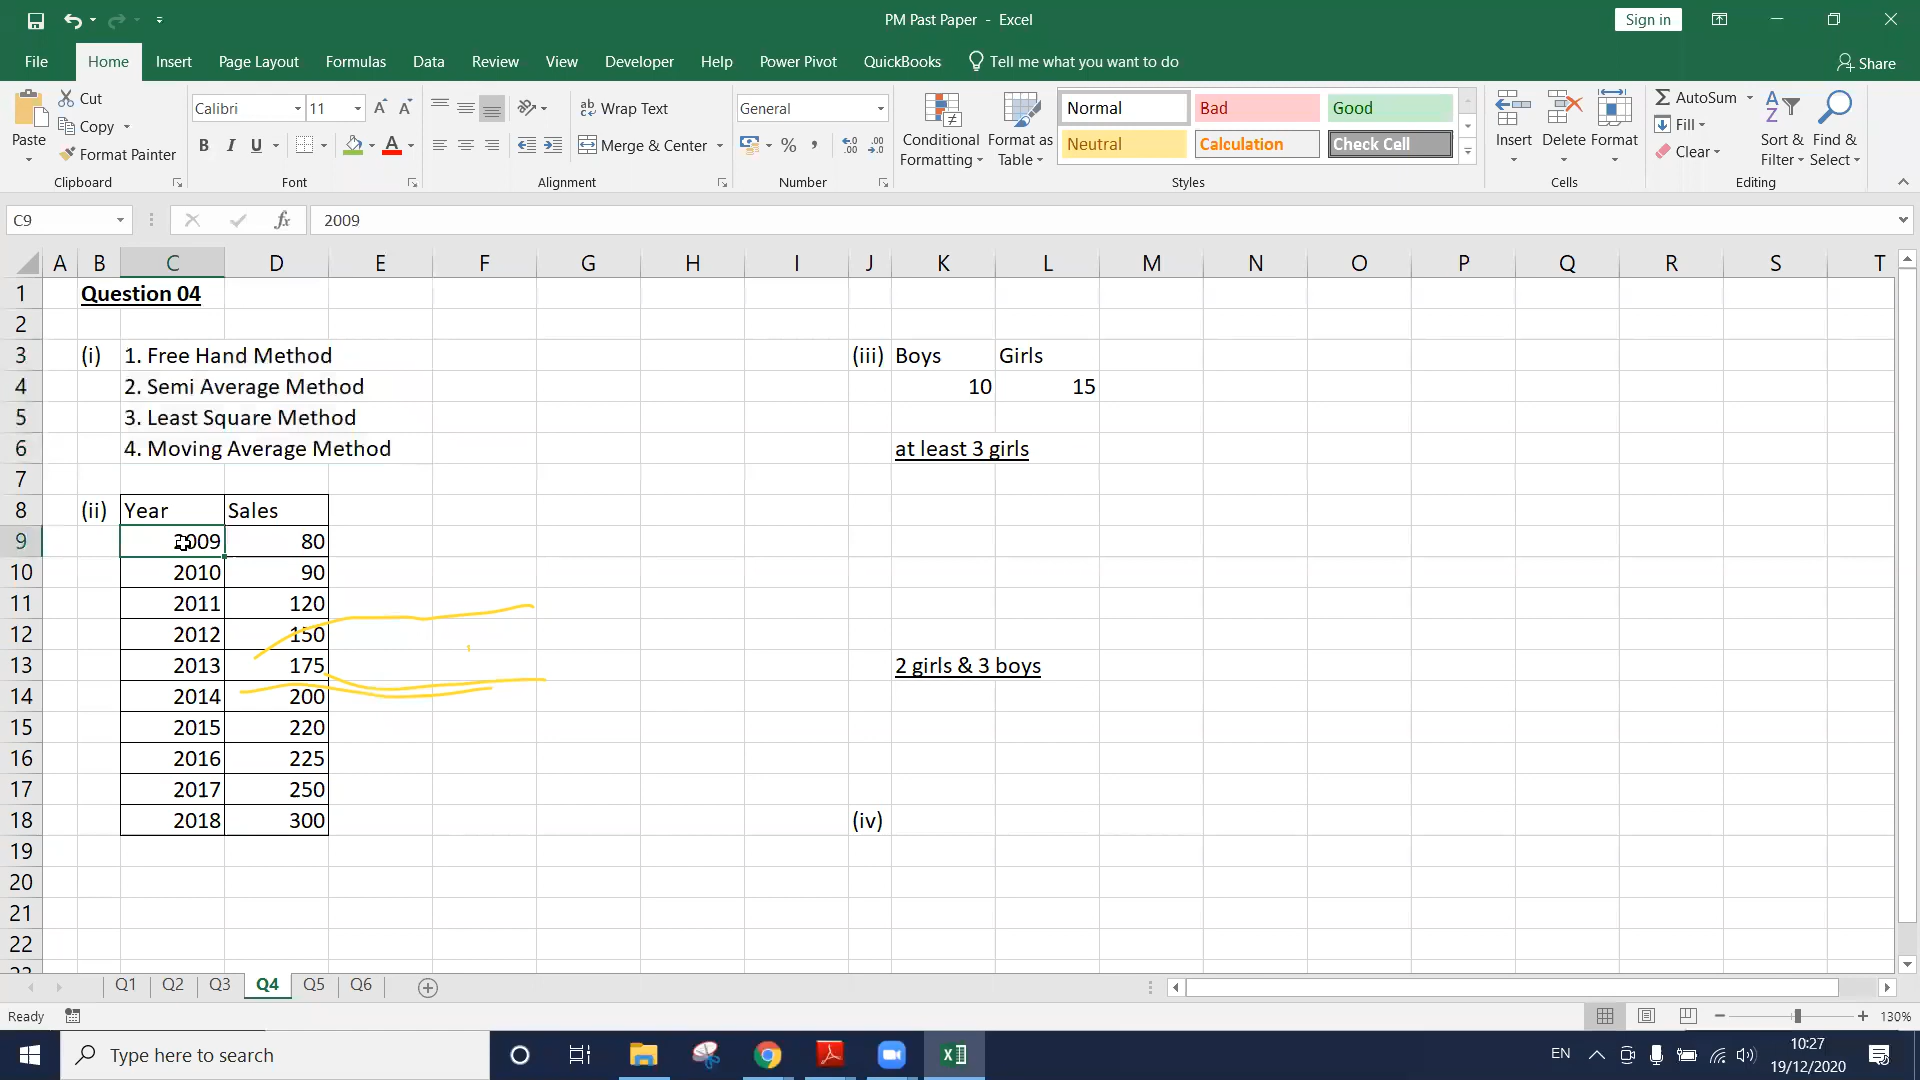 PM Past Paper - Excel
Sign in
File Home Insert Page Layout Formulas Data Review View Developer Help Power Pivot QuickBooks Tell me what you want to do Share
Paste
Cut
Copy
Format Painter
Clipboard
Calibri 11
B I U
Font
Wrap Text
Merge & Center
Alignment
General
Number
Conditional Formatting
Format as Table
Normal Bad Good
Neutral Calculation Check Cell
Styles
Insert Delete Format
Cells
AutoSum
Fill
Clear
Sort & Filter
Find & Select
Editing
C9 fx 2009
A B C D E F G H I J K L M N O P Q R S T
1 Question 04
2
3 (i) 1. Free Hand Method (iii) Boys Girls
4 2. Semi Average Method 10 15
5 3. Least Square Method
6 4. Moving Average Method at least 3 girls
7
8 (ii) Year Sales
9 2009 80
10 2010 90
11 2011 120
12 2012 150
13 2013 175 2 girls & 3 boys
14 2014 200
15 2015 220
16 2016 225
17 2017 250
18 2018 300 (iv)
19
20
21
22
Q1 Q2 Q3 Q4 Q5 Q6
Ready 130%
Type here to search
EN 10:27
19/12/2020